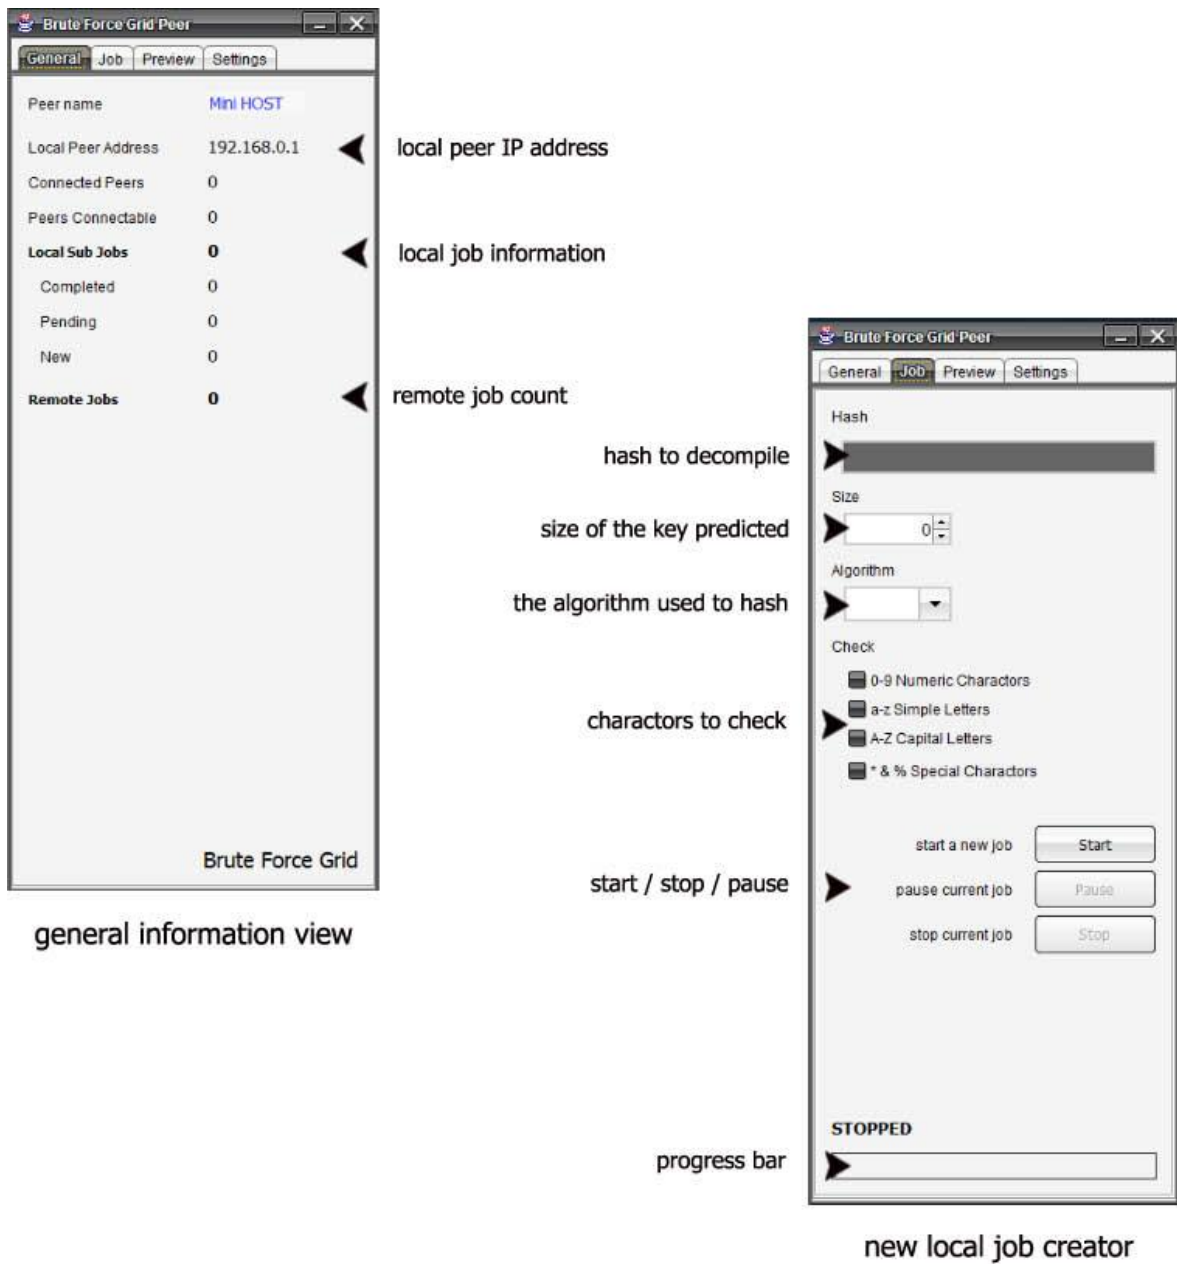 Brute Force Grid Peer
General Job Preview Settings
Peer name Mini HOST
Local Peer Address 192.168.0.1
local peer IP address
Connected Peers 0
Peers Connectable 0
Local Sub Jobs 0
local job information
Completed 0
Pending 0
New 0
Remote Jobs 0
remote job count
Brute Force Grid
general information view
Brute Force Grid Peer
General Job Preview Settings
Hash
hash to decompile
Size
size of the key predicted
0
Algorithm
the algorithm used to hash
Check
0-9 Numeric Charactors
a-z Simple Letters
charactors to check
A-Z Capital Letters
* & % Special Charactors
start a new job Start
start / stop / pause
pause current job Pause
stop current job Stop
STOPPED
progress bar
new local job creator